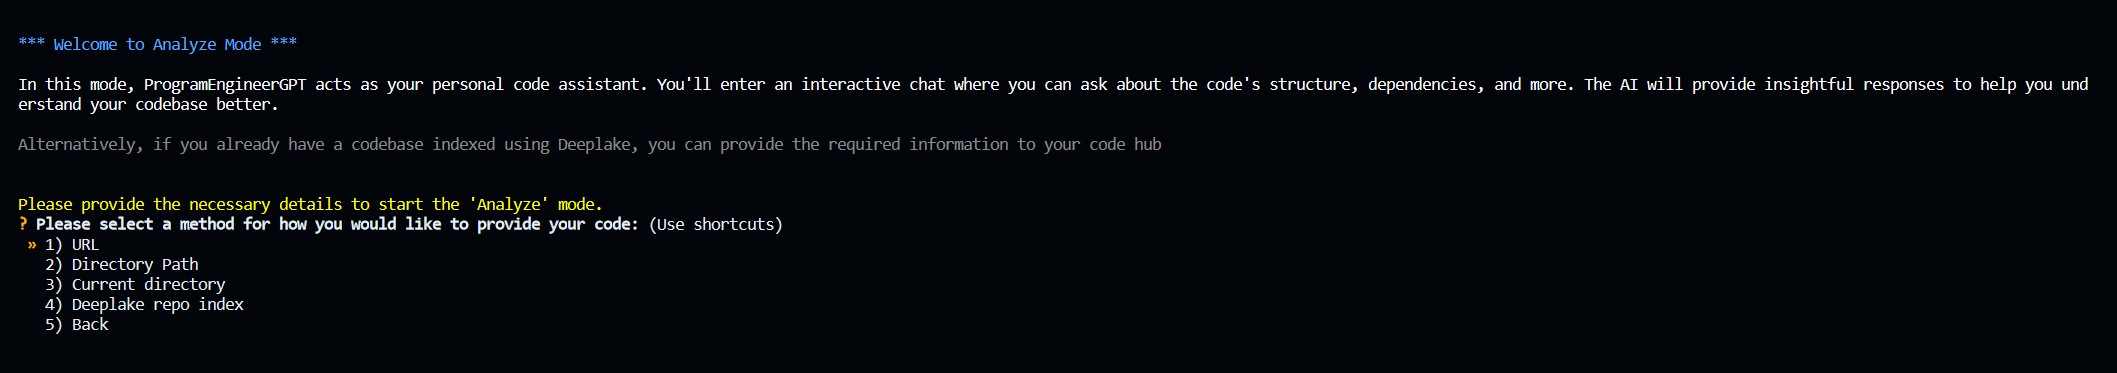 *** Welcome to Analyze Mode ***
In this mode, ProgramEngineerGPT acts as your personal code assistant. You'll enter an interactive chat where you can ask about the code's structure, dependencies, and more. The AI will provide insightful responses to help you und
erstand your codebase better.
Alternatively, if you already have a codebase indexed using Deeplake, you can provide the required information to your code hub
Please provide the necessary details to start the 'Analyze' mode.
? Please select a method for how you would like to provide your code: (Use shortcuts)
» 1) URL
2) Directory Path
3) Current directory
4) Deeplake repo index
5) Back